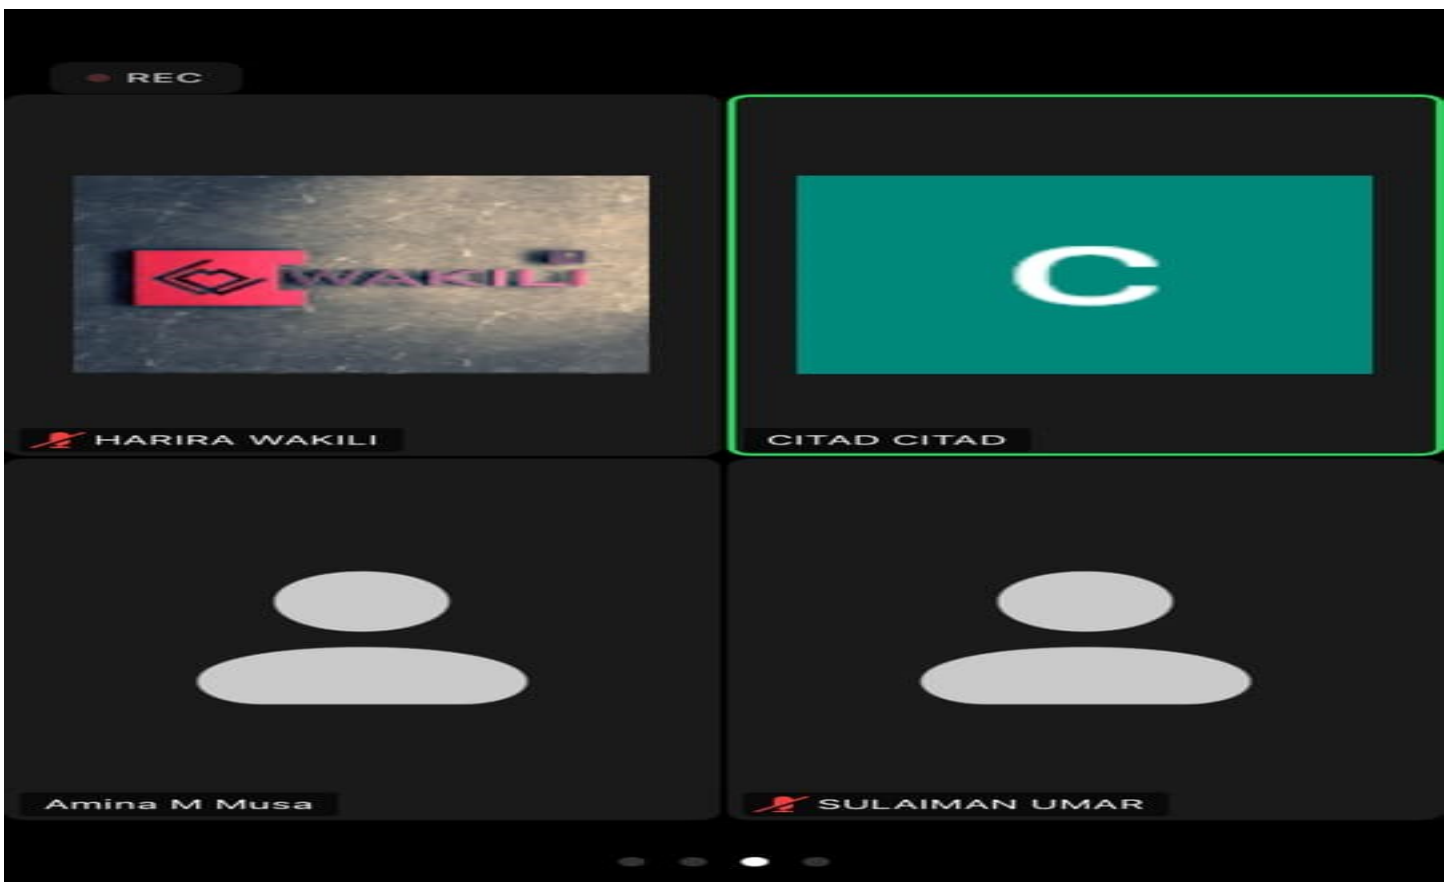 REC
WAKILI
C
HARIRA WAKILI
CITAD CITAD
Amina M Musa
SULAIMAN UMAR